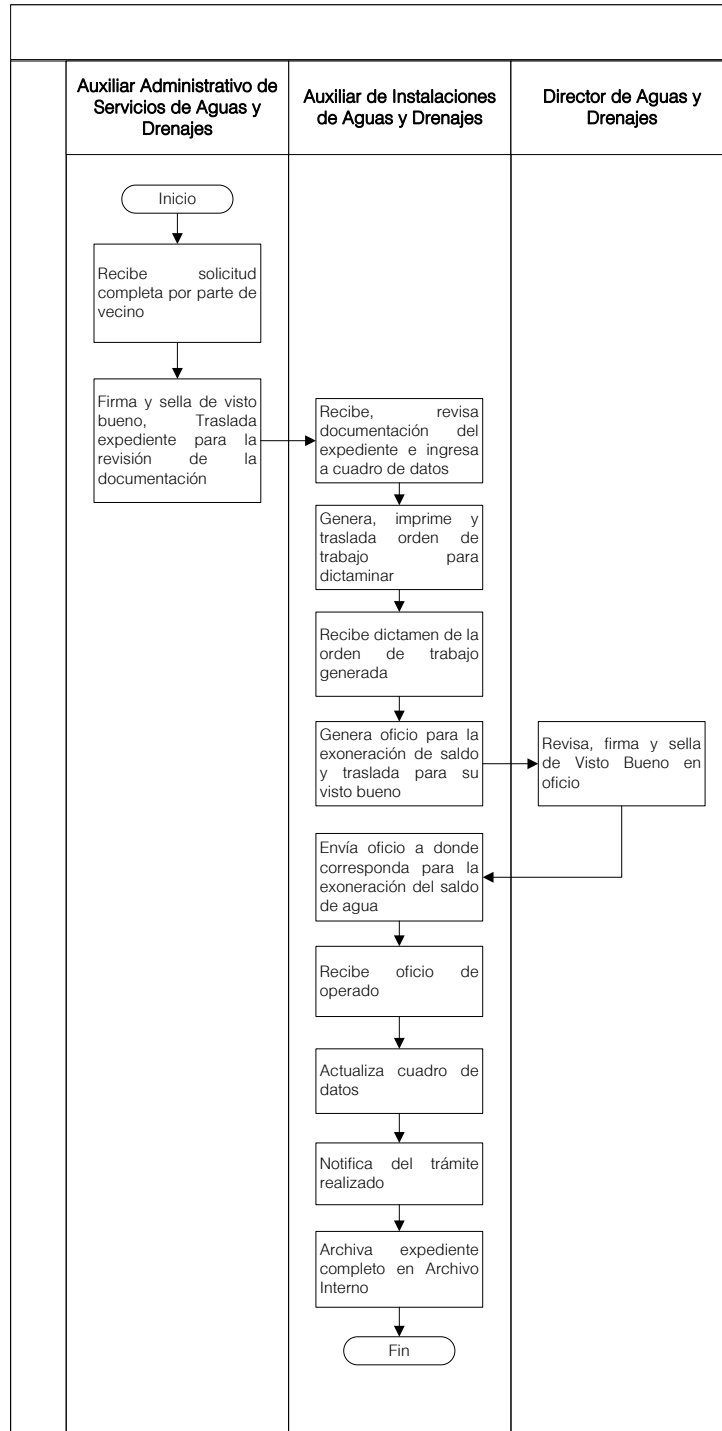 Auxiliar Administrativo de
Servicios de Aguas y
Drenajes
Auxiliar de Instalaciones
de Aguas y Drenajes
Director de Aguas y
Drenajes
Inicio
Recibe solicitud
completa por parte de
vecino
Firma y sella de visto
bueno, Traslada
expediente para la
revisión de la
documentación
Recibe, revisa
documentación del
expediente e ingresa
a cuadro de datos
Genera, imprime y
traslada orden de
trabajo para
dictaminar
Recibe dictamen de la
orden de trabajo
generada
Genera oficio para la
exoneración de saldo
y traslada para su
visto bueno
Revisa, firma y sella
de Visto Bueno en
oficio
Envía oficio a donde
corresponda para la
exoneración del saldo
de agua
Recibe oficio de
operado
Actualiza cuadro de
datos
Notifica del trámite
realizado
Archiva expediente
completo en Archivo
Interno
Fin